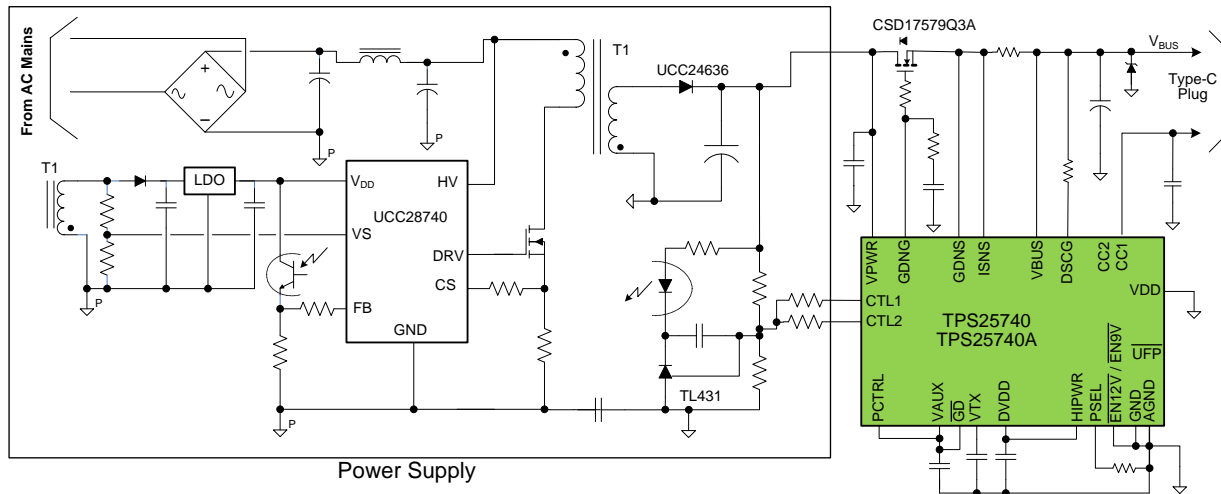 From AC Mains
T1
CSD17579Q3A
UCC24636
VBUS
Type-C
Plug
P
P
T1
LDO
VDD
HV
UCC28740
VS
DRV
CS
FB
GND
P
P
TL431
VPWR
GDNG
GDNS
ISNS
VBUS
DSCG
CC2
CC1
VDD
CTL1
CTL2
TPS25740
TPS25740A
UFP
PCTRL
VAUX
GD
VTX
DVDD
HIPWR
PSEL
EN12V / EN9V
GND
AGND
Power Supply